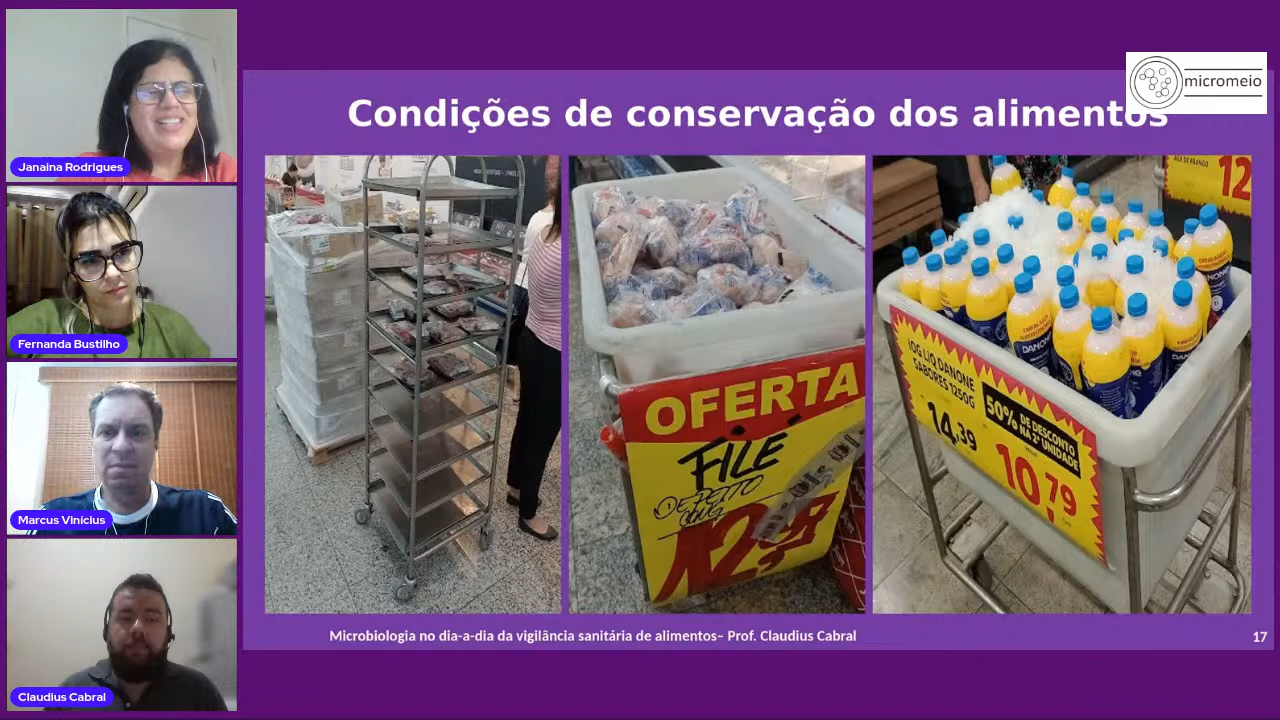 Janaina Rodrigues
Fernanda Bustilho
Marcus Vinícius
Claudius Cabral
micromeio
Condições de conservação dos alimentos
OFERTA
FILÉ
IOG LIQ DANONE
SABORES 1250G
14,39
50% DE DESCONTO
NA 2ª UNIDADE
10,79
12
DANONE
Microbiologia no dia-a-dia da vigilância sanitária de alimentos– Prof. Claudius Cabral
17